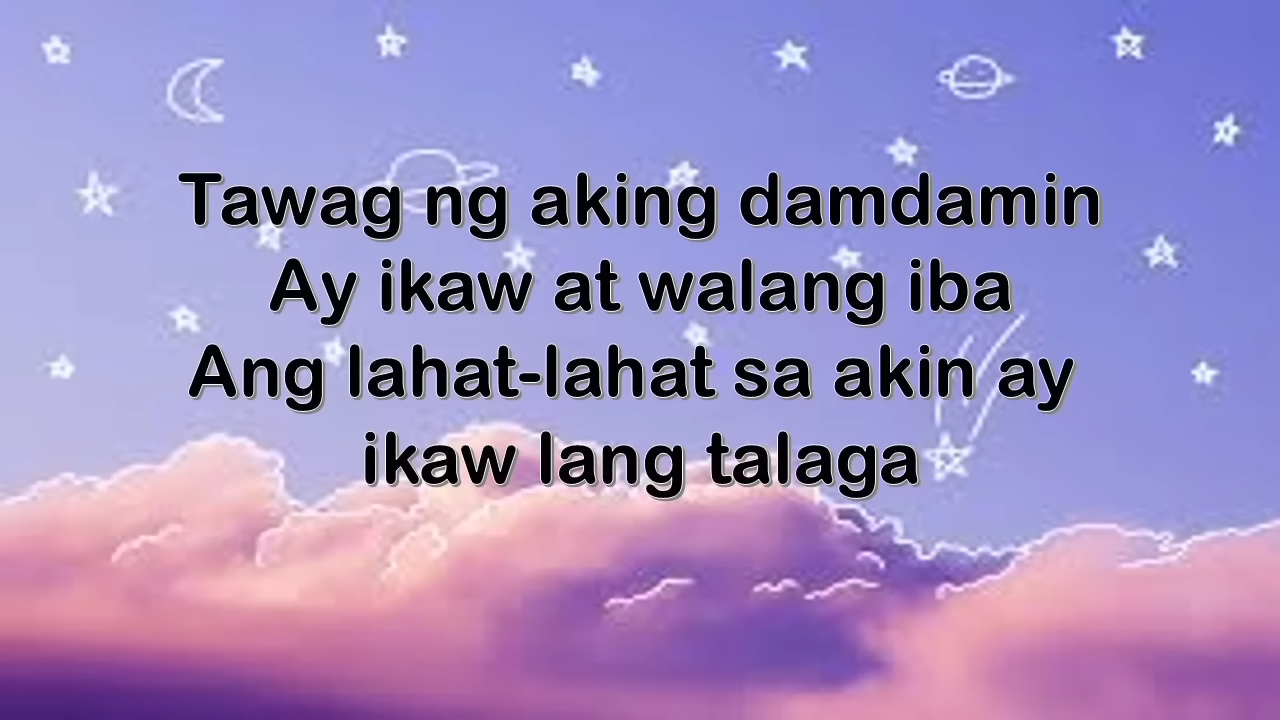 Tawag ng aking damdamin
Ay ikaw at walang iba
Ang lahat-lahat sa akin ay
ikaw lang talaga